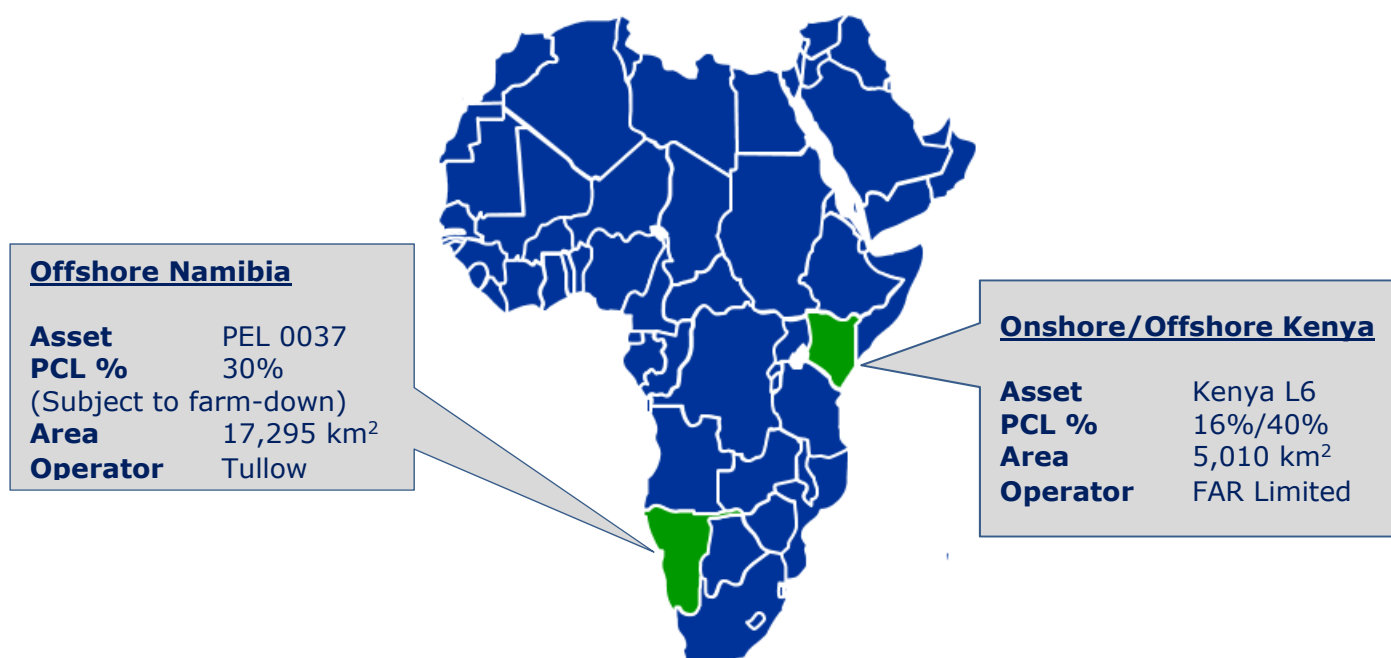 Offshore Namibia
Asset PEL 0037
PCL % 30%
(Subject to farm-down)
Area 17,295 km²
Operator Tullow
Onshore/Offshore Kenya
Asset Kenya L6
PCL % 16%/40%
Area 5,010 km²
Operator FAR Limited